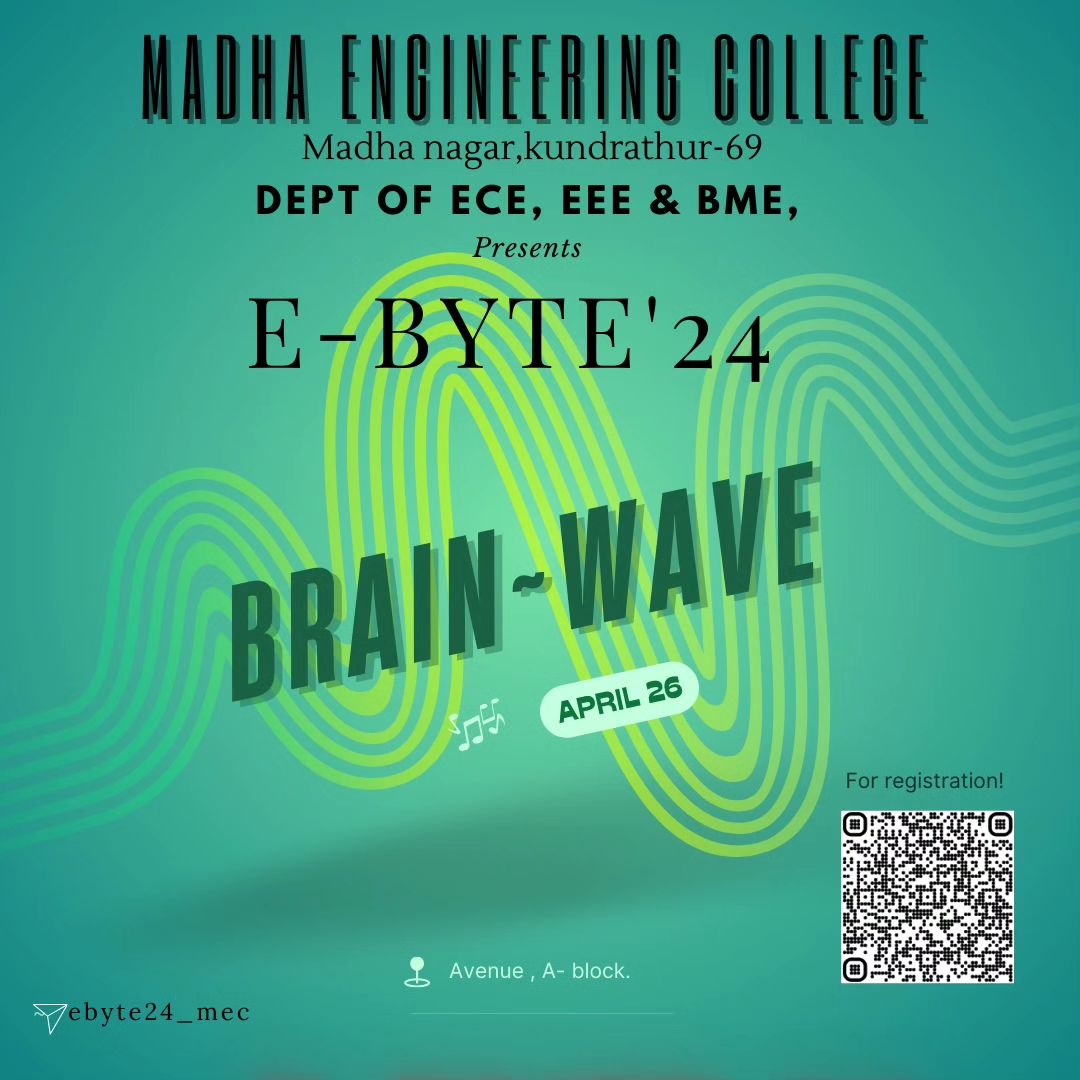 MADHA ENGINEERING COLLEGE
Madha nagar,kundrathur-69
DEPT OF ECE, EEE & BME,
Presents
E-BYTE'24
BRAIN~WAVE
APRIL 26
For registration!
Avenue , A- block.
ebyte24_mec